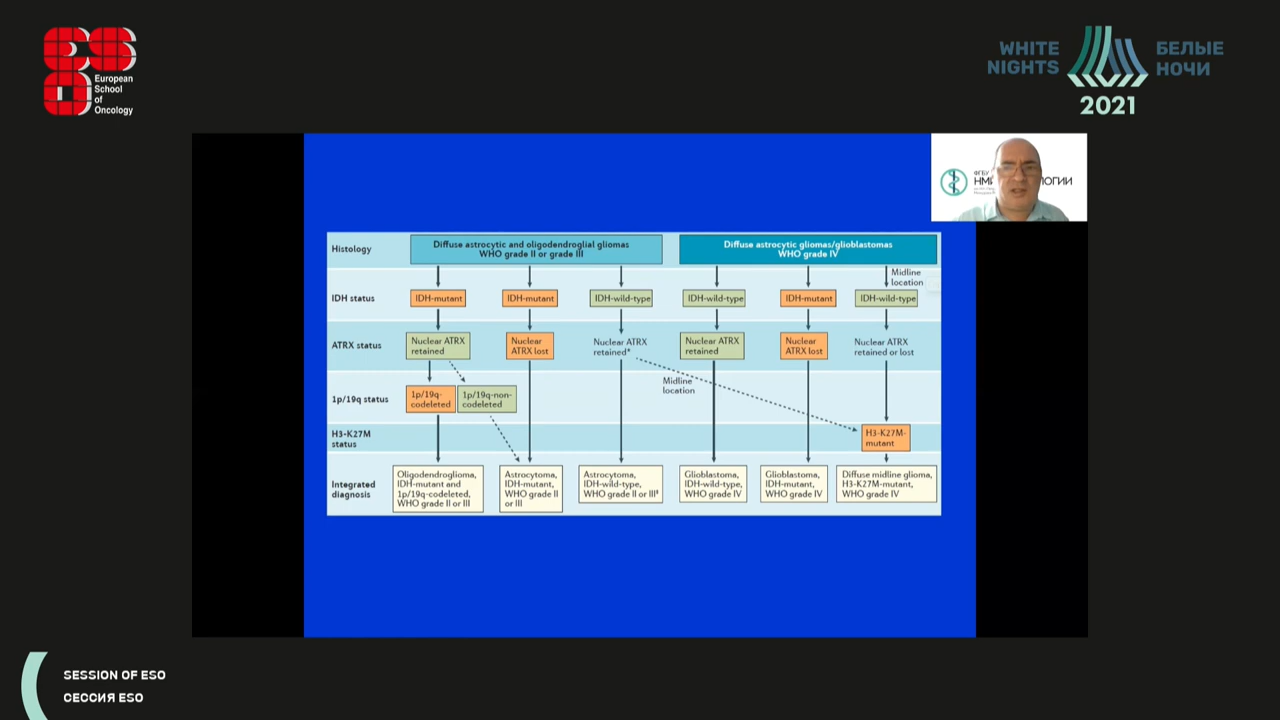 European
School
of
Oncology
WHITE
NIGHTS
БЕЛЫЕ
НОЧИ
2021
ФГБУ
Histology
Diffuse astrocytic and oligodendroglial gliomas
WHO grade II or grade III
Diffuse astrocytic gliomas/glioblastomas
WHO grade IV
Midline
location
IDH status
IDH-mutant
IDH-mutant
IDH-wild-type
IDH-wild-type
IDH-mutant
IDH-wild-type
ATRX status
Nuclear ATRX
retained
Nuclear
ATRX lost
Nuclear ATRX
retained*
Nuclear ATRX
retained
Nuclear
ATRX lost
Nuclear ATRX
retained or lost
Midline
location
1p/19q status
1p/19q-
codeleted
1p/19q-non-
codeleted
H3-K27M
status
H3-K27M-
mutant
Integrated
diagnosis
Oligodendroglioma,
IDH-mutant and
1p/19q-codeleted,
WHO grade II or III
Astrocytoma,
IDH-mutant,
WHO grade II
or III
Astrocytoma,
IDH-wild-type,
WHO grade II or III‡
Glioblastoma,
IDH-wild-type,
WHO grade IV
Glioblastoma,
IDH-mutant,
WHO grade IV
Diffuse midline glioma,
H3-K27M-mutant,
WHO grade IV
SESSION OF ESO
СЕССИЯ ESO